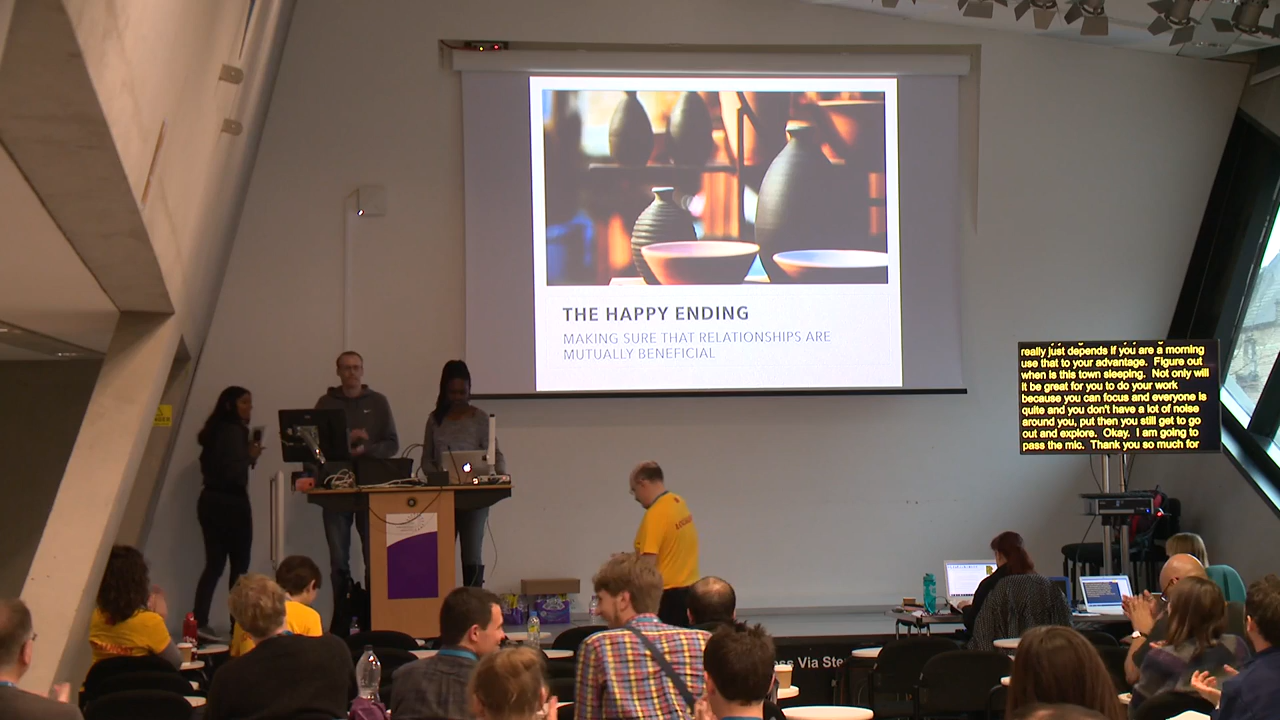 THE HAPPY ENDING
MAKING SURE THAT RELATIONSHIPS ARE
MUTUALLY BENEFICIAL
really just depends if you are a morning
use that to your advantage. Figure out
when is this town sleeping. Not only will
it be great for you to do your work
because you can focus and everyone is
quite and you don't have a lot of noise
around you, put then you still get to go
out and explore. Okay. I am going to
pass the mic. Thank you so much for
ss Via Ste